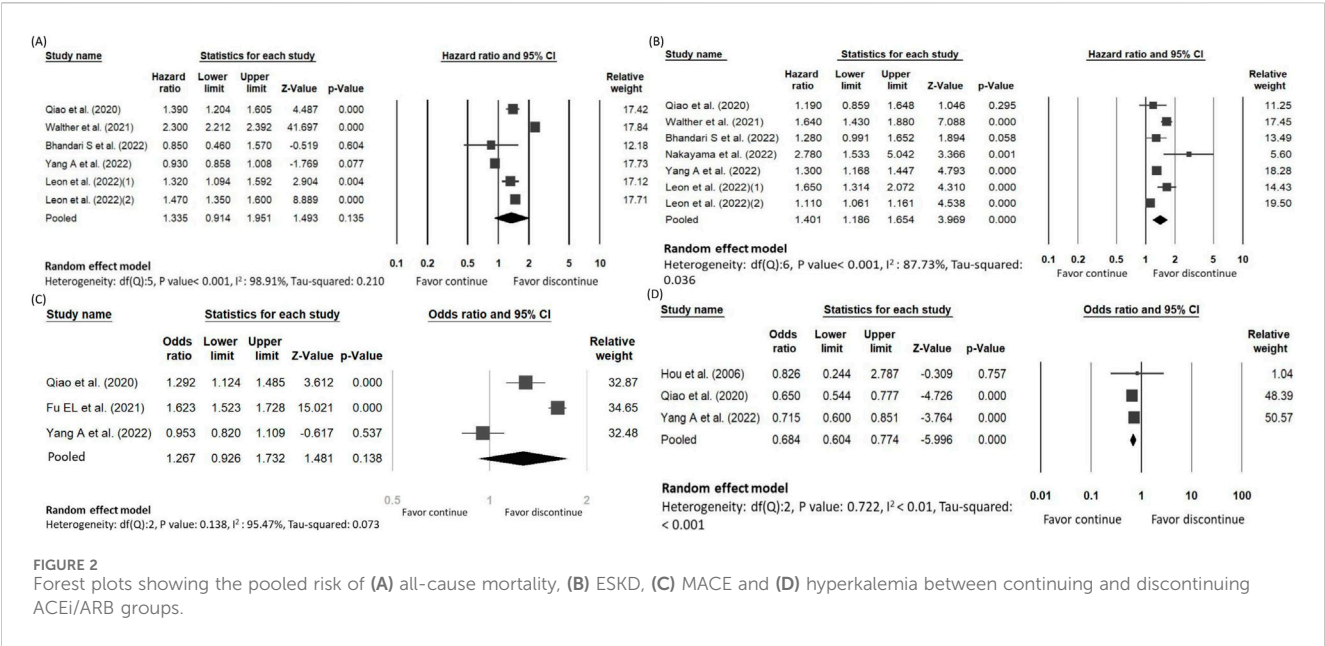 (A)
Study name Statistics for each study Hazard ratio and 95% CI
Hazard ratio Lower limit Upper limit Z-Value p-Value Relative weight
Qiao et al. (2020) 1.390 1.204 1.605 4.487 0.000 17.42
Walther et al. (2021) 2.300 2.212 2.392 41.697 0.000 17.84
Bhandari S et al. (2022) 0.850 0.460 1.570 -0.519 0.604 12.18
Yang A et al. (2022) 0.930 0.858 1.008 -1.769 0.077 17.73
Leon et al. (2022)(1) 1.320 1.094 1.592 2.904 0.004 17.12
Leon et al. (2022)(2) 1.470 1.350 1.600 8.889 0.000 17.71
Pooled 1.335 0.914 1.951 1.493 0.135
0.1 0.2 0.5 1 2 5 10
Favor continue Favor discontinue
Random effect model
Heterogeneity: df(Q):5, P value< 0.001, I²: 98.91%, Tau-squared: 0.210
(B)
Study name Statistics for each study Hazard ratio and 95% CI
Hazard ratio Lower limit Upper limit Z-Value p-Value Relative weight
Qiao et al. (2020) 1.190 0.859 1.648 1.046 0.295 11.25
Walther et al. (2021) 1.640 1.430 1.880 7.088 0.000 17.45
Bhandari S et al. (2022) 1.280 0.991 1.652 1.894 0.058 13.49
Nakayama et al. (2022) 2.780 1.533 5.042 3.366 0.001 5.60
Yang A et al. (2022) 1.300 1.168 1.447 4.793 0.000 18.28
Leon et al. (2022)(1) 1.650 1.314 2.072 4.310 0.000 14.43
Leon et al. (2022)(2) 1.110 1.061 1.161 4.538 0.000 19.50
Pooled 1.401 1.186 1.654 3.969 0.000
Random effect model
Heterogeneity: df(Q):6, P value< 0.001, I²: 87.73%, Tau-squared:
0.036
0.1 0.2 0.5 1 2 5 10
Favor continue Favor discontinue
(C)
Study name Statistics for each study Odds ratio and 95% CI
Odds ratio Lower limit Upper limit Z-Value p-Value Relative weight
Qiao et al. (2020) 1.292 1.124 1.485 3.612 0.000 32.87
Fu EL et al. (2021) 1.623 1.523 1.728 15.021 0.000 34.65
Yang A et al. (2022) 0.953 0.820 1.109 -0.617 0.537 32.48
Pooled 1.267 0.926 1.732 1.481 0.138
0.5 1 2
Favor continue Favor discontinue
Random effect model
Heterogeneity: df(Q):2, P value: 0.138, I²: 95.47%, Tau-squared: 0.073
(D)
Study name Statistics for each study Odds ratio and 95% CI
Odds ratio Lower limit Upper limit Z-Value p-Value Relative weight
Hou et al. (2006) 0.826 0.244 2.787 -0.309 0.757 1.04
Qiao et al. (2020) 0.650 0.544 0.777 -4.726 0.000 48.39
Yang A et al. (2022) 0.715 0.600 0.851 -3.764 0.000 50.57
Pooled 0.684 0.604 0.774 -5.996 0.000
Random effect model
Heterogeneity: df(Q):2, P value: 0.722, I² < 0.01, Tau-squared:
< 0.001
0.01 0.1 1 10 100
Favor continue Favor discontinue
FIGURE 2
Forest plots showing the pooled risk of (A) all-cause mortality, (B) ESKD, (C) MACE and (D) hyperkalemia between continuing and discontinuing
ACEi/ARB groups.